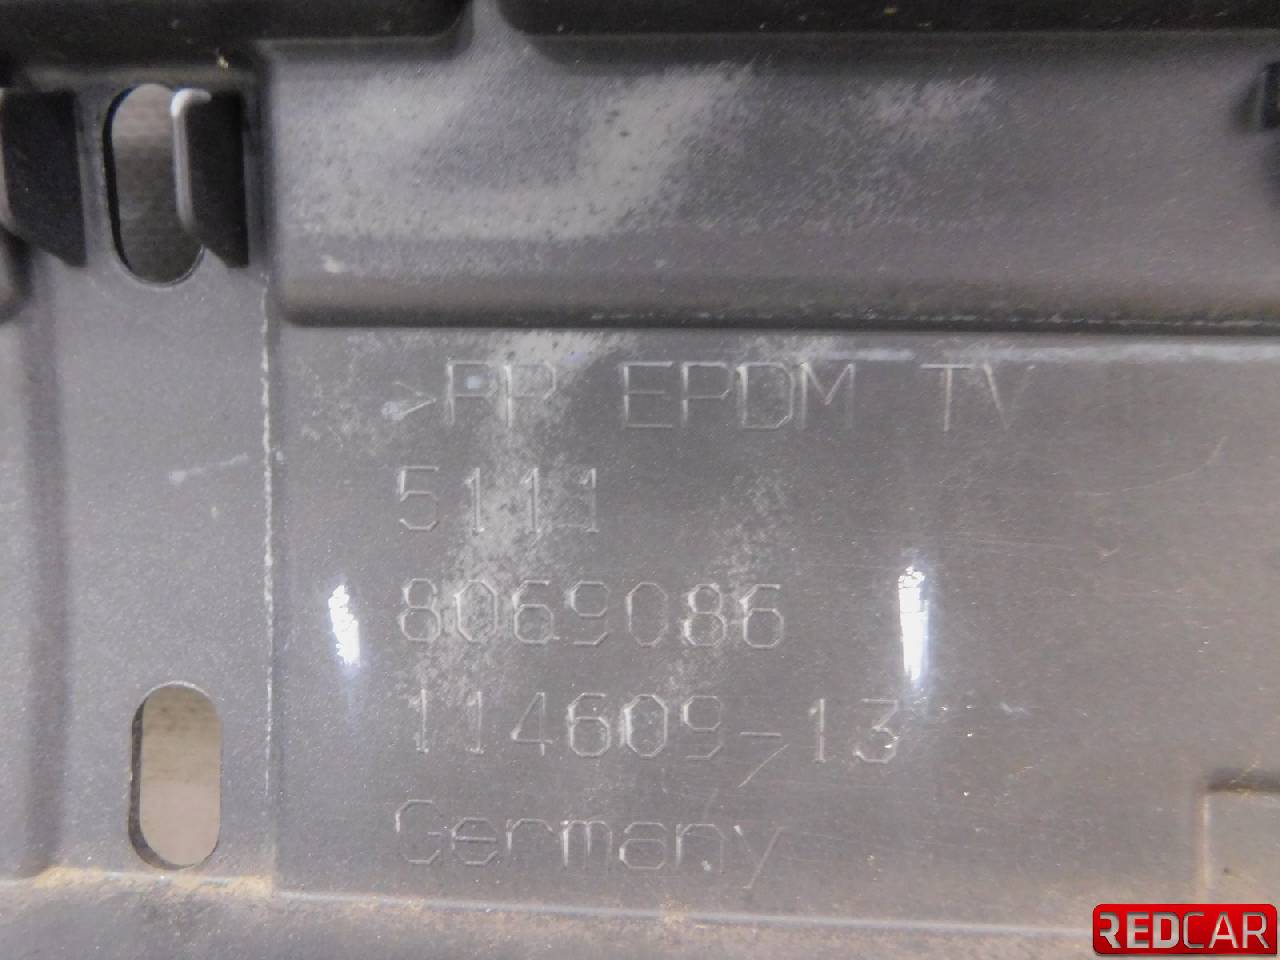 >PP EPDM TV
5111
8069086
114609-13
Germany
REDCAR